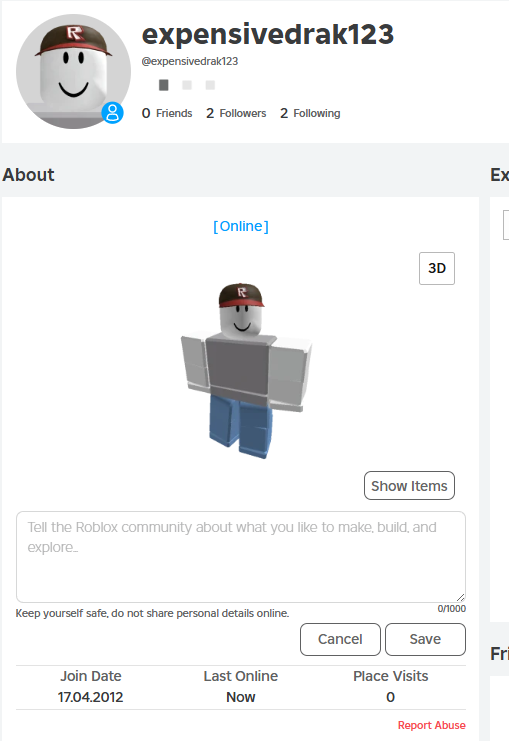 expensivedrak123
@expensivedrak123
0 Friends 2 Followers 2 Following
About
Ex
[Online]
3D
Show Items
Tell the Roblox community about what you like to make, build, and
explore...
0/1000
Keep yourself safe, do not share personal details online.
Cancel
Save
Fri
Join Date Last Online Place Visits
17.04.2012 Now 0
Report Abuse